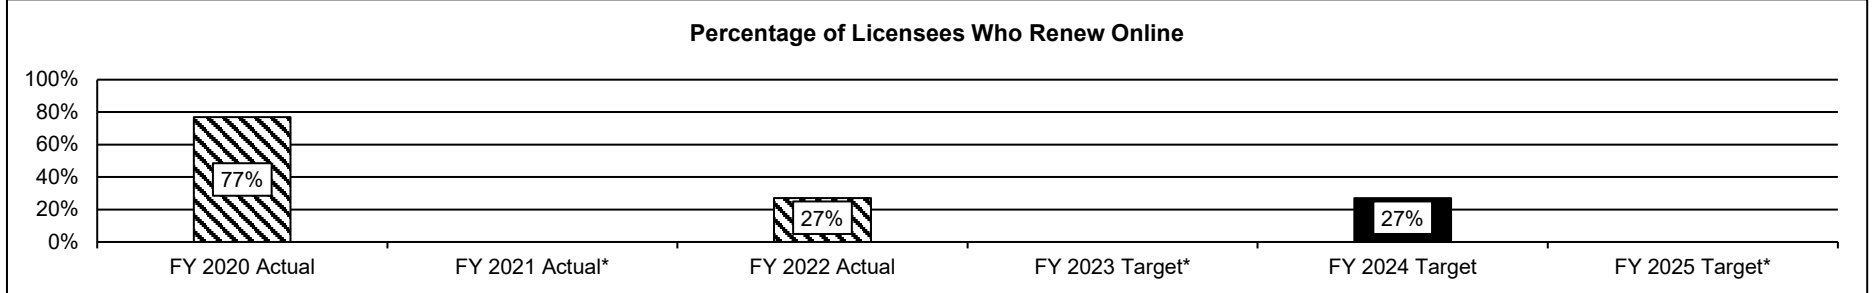 Percentage of Licensees Who Renew Online
100%
80%
60%
40%
20%
0%
77%
27%
27%
FY 2020 Actual
FY 2021 Actual*
FY 2022 Actual
FY 2023 Target*
FY 2024 Target
FY 2025 Target*